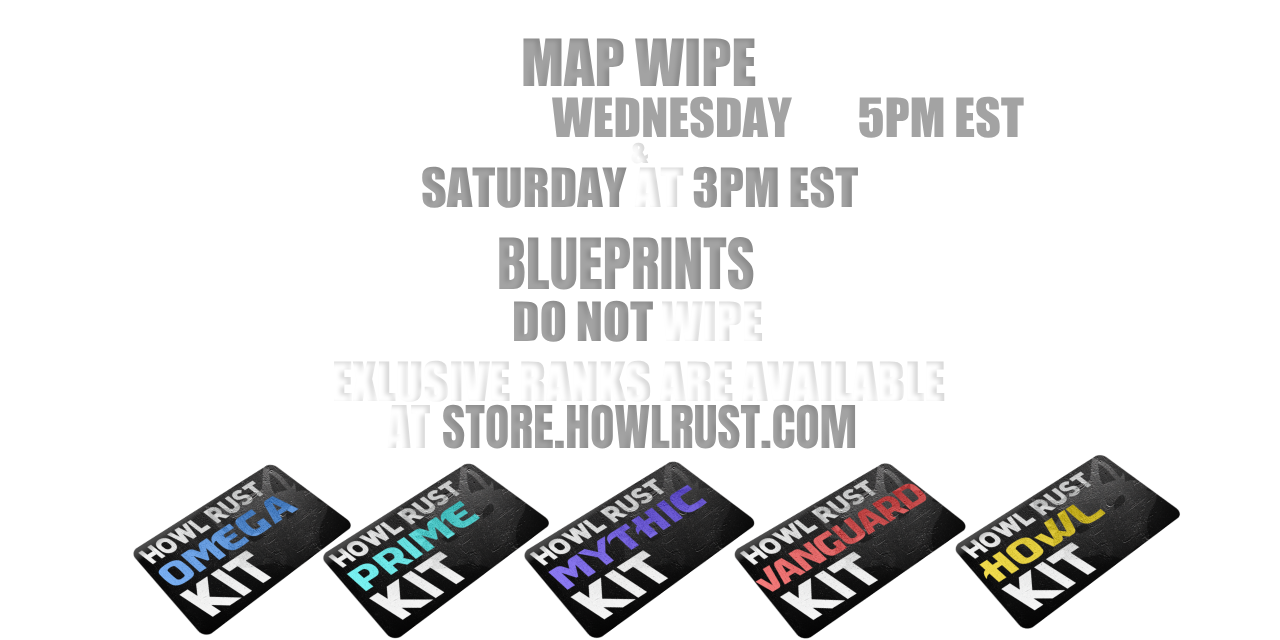 MAP WIPE
WEDNESDAY 5PM EST
&
SATURDAY AT 3PM EST
BLUEPRINTS
DO NOT WIPE
EXLUSIVE RANKS ARE AVAILABLE
AT STORE.HOWLRUST.COM
HOWL RUST
OMEGA
KIT
HOWL RUST
PRIME
KIT
HOWL RUST
MYTHIC
KIT
HOWL RUST
VANGUARD
KIT
HOWL RUST
HOWL
KIT